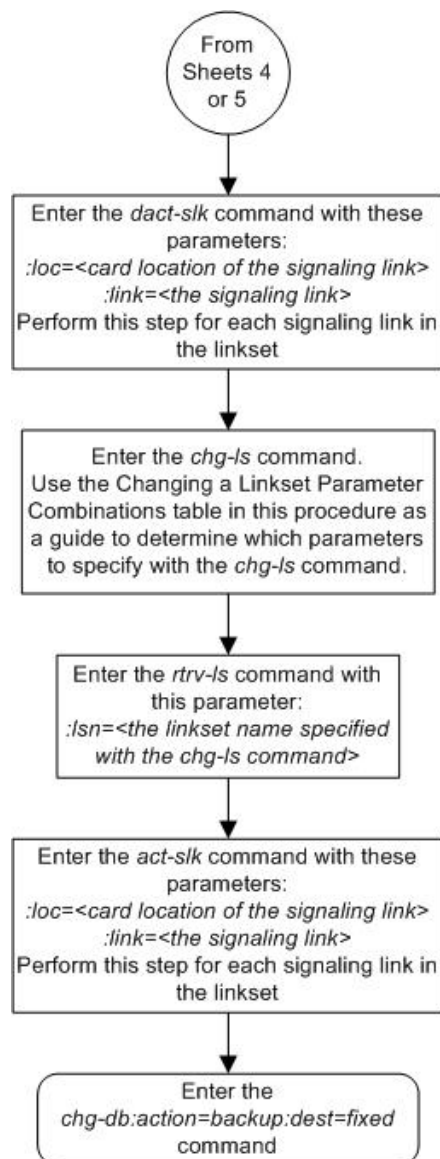 From
Sheets 4
or 5
Enter the dact-slk command with these
parameters:
:loc=<card location of the signaling link>
:link=<the signaling link>
Perform this step for each signaling link in
the linkset
Enter the chg-ls command.
Use the Changing a Linkset Parameter
Combinations table in this procedure as
a guide to determine which parameters
to specify with the chg-ls command.
Enter the rtrv-ls command with
this parameter:
:lsn=<the linkset name specified
with the chg-ls command>
Enter the act-slk command with these
parameters:
:loc=<card location of the signaling link>
:link=<the signaling link>
Perform this step for each signaling link in
the linkset
Enter the
chg-db:action=backup:dest=fixed
command